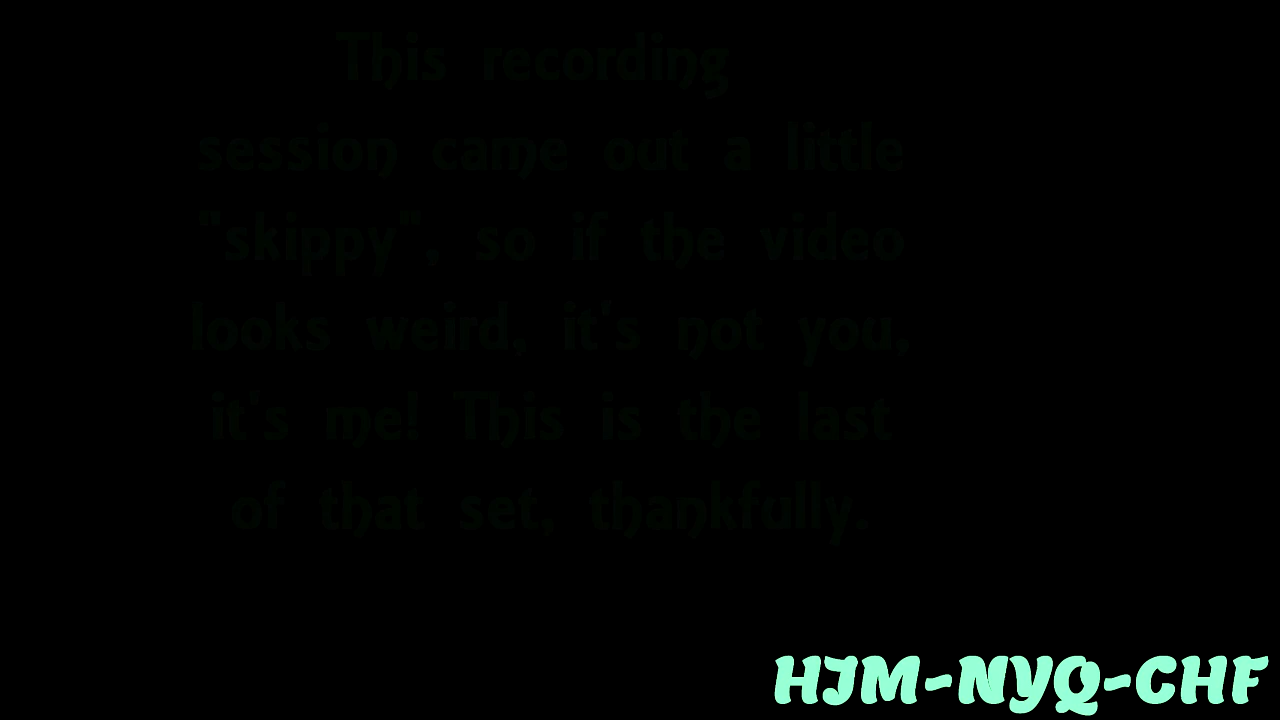 This recording
session came out a little
"skippy", so if the video
looks weird, it's not you,
it's me! This is the last
of that set, thankfully.
HJM-NYQ-CHF